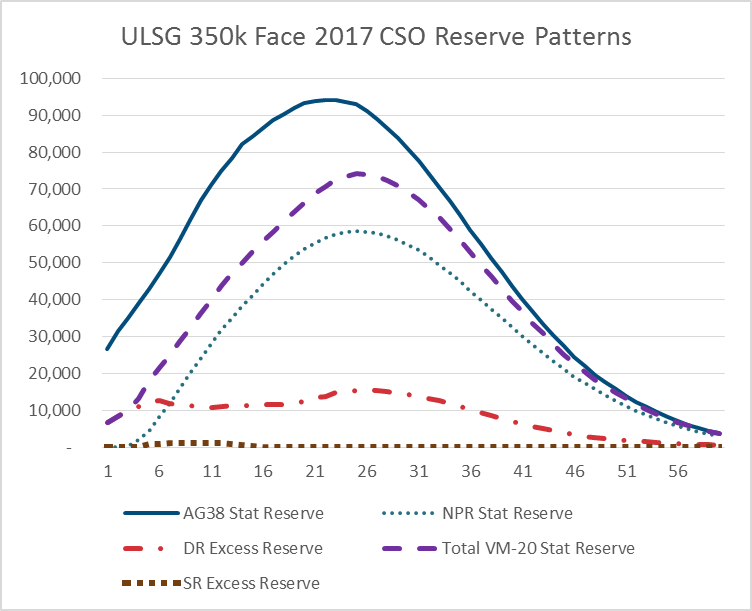 ULSG 350k Face 2017 CSO Reserve Patterns
100,000
90,000
80,000
70,000
60,000
50,000
40,000
30,000
20,000
10,000
-
1 6 11 16 21 26 31 36 41 46 51 56
AG38 Stat Reserve NPR Stat Reserve
DR Excess Reserve Total VM-20 Stat Reserve
SR Excess Reserve